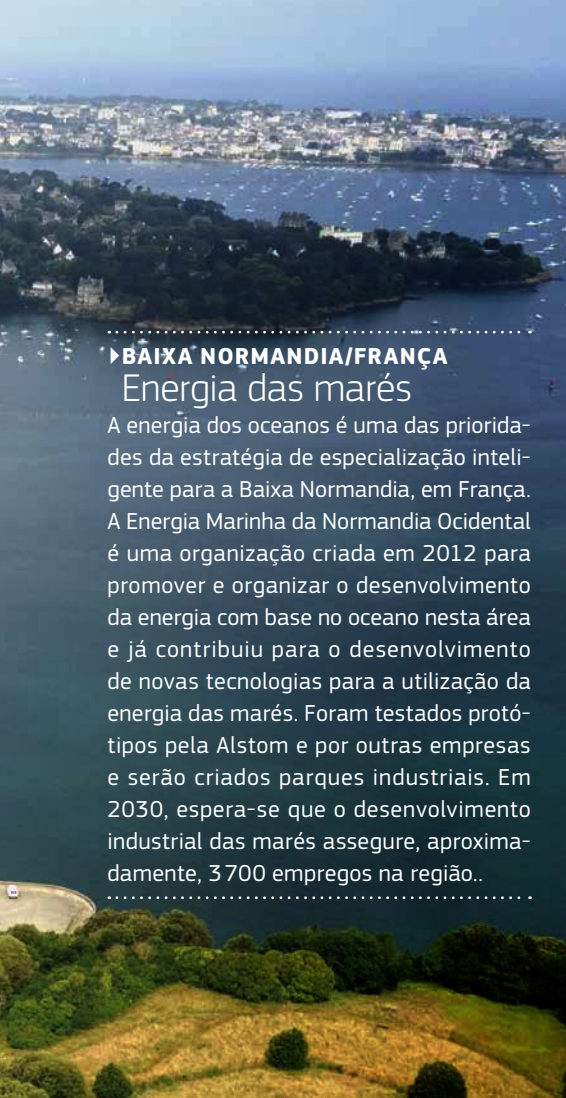 BAIXA NORMANDIA/FRANÇA
Energia das marés
A energia dos oceanos é uma das priorida-
des da estratégia de especialização inteli-
gente para a Baixa Normandia, em França.
A Energia Marinha da Normandia Ocidental
é uma organização criada em 2012 para
promover e organizar o desenvolvimento
da energia com base no oceano nesta área
e já contribuiu para o desenvolvimento
de novas tecnologias para a utilização da
energia das marés. Foram testados protó-
tipos pela Alstom e por outras empresas
e serão criados parques industriais. Em
2030, espera-se que o desenvolvimento
industrial das marés assegure, aproxima-
damente, 3 700 empregos na região..